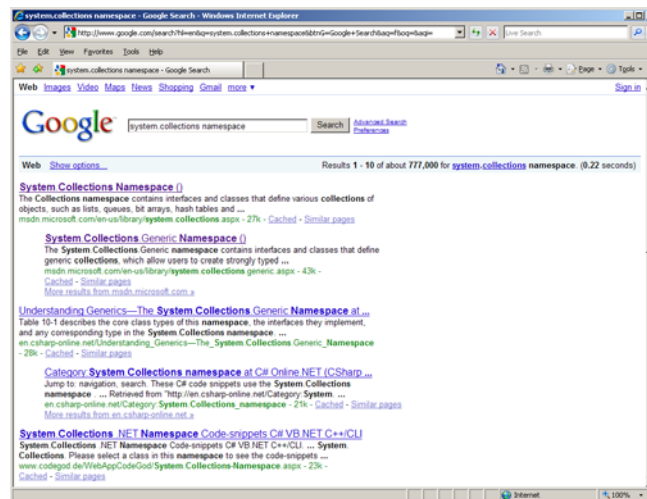 system.collections namespace - Google Search - Windows Internet Explorer
http://www.google.com/search?hl=en&q=system.collections+namespace&btnG=Google+Search&aq=f&oq=&aqi=
Live Search
File Edit View Favorites Tools Help
system.collections namespace - Google Search
Page Tools
Web Images Video Maps News Shopping Gmail more ▼
Sign in
Google
system.collections namespace
Search
Advanced Search
Preferences
Web Show options...
Results 1 - 10 of about 777,000 for system.collections namespace. (0.22 seconds)
System.Collections Namespace ()
The Collections namespace contains interfaces and classes that define various collections of
objects, such as lists, queues, bit arrays, hash tables and ...
msdn.microsoft.com/en-us/library/system.collections.aspx - 27k - Cached - Similar pages
System.Collections.Generic Namespace ()
The System.Collections.Generic namespace contains interfaces and classes that define
generic collections, which allow users to create strongly typed ...
msdn.microsoft.com/en-us/library/system.collections.generic.aspx - 43k -
Cached - Similar pages
More results from msdn.microsoft.com »
Understanding Generics—The System.Collections.Generic Namespace at ...
Table 10-1 describes the core class types of this namespace, the interfaces they implement,
and any corresponding type in the System.Collections namespace. ...
en.csharp-online.net/Understanding_Generics—The_System.Collections.Generic_Namespace
- 28k - Cached - Similar pages
Category:System.Collections namespace at C# Online.NET (CSharp ...
Jump to: navigation, search. These C# code snippets use the System.Collections
namespace . ... Retrieved from "http://en.csharp-online.net/Category:System. ...
en.csharp-online.net/Category:System.Collections_namespace - 21k - Cached - Similar pages
More results from en.csharp-online.net »
System.Collections .NET Namespace Code-snippets C# VB.NET C++/CLI
System.Collections .NET Namespace Code-snippets C# VB.NET C++/CLI. ... System.
Collections. Please select a class in this namespace to see the code-snippets ...
www.codegod.de/WebAppCodeGod/System.Collections-Namespace.aspx - 23k -
Cached - Similar pages
Internet
100%